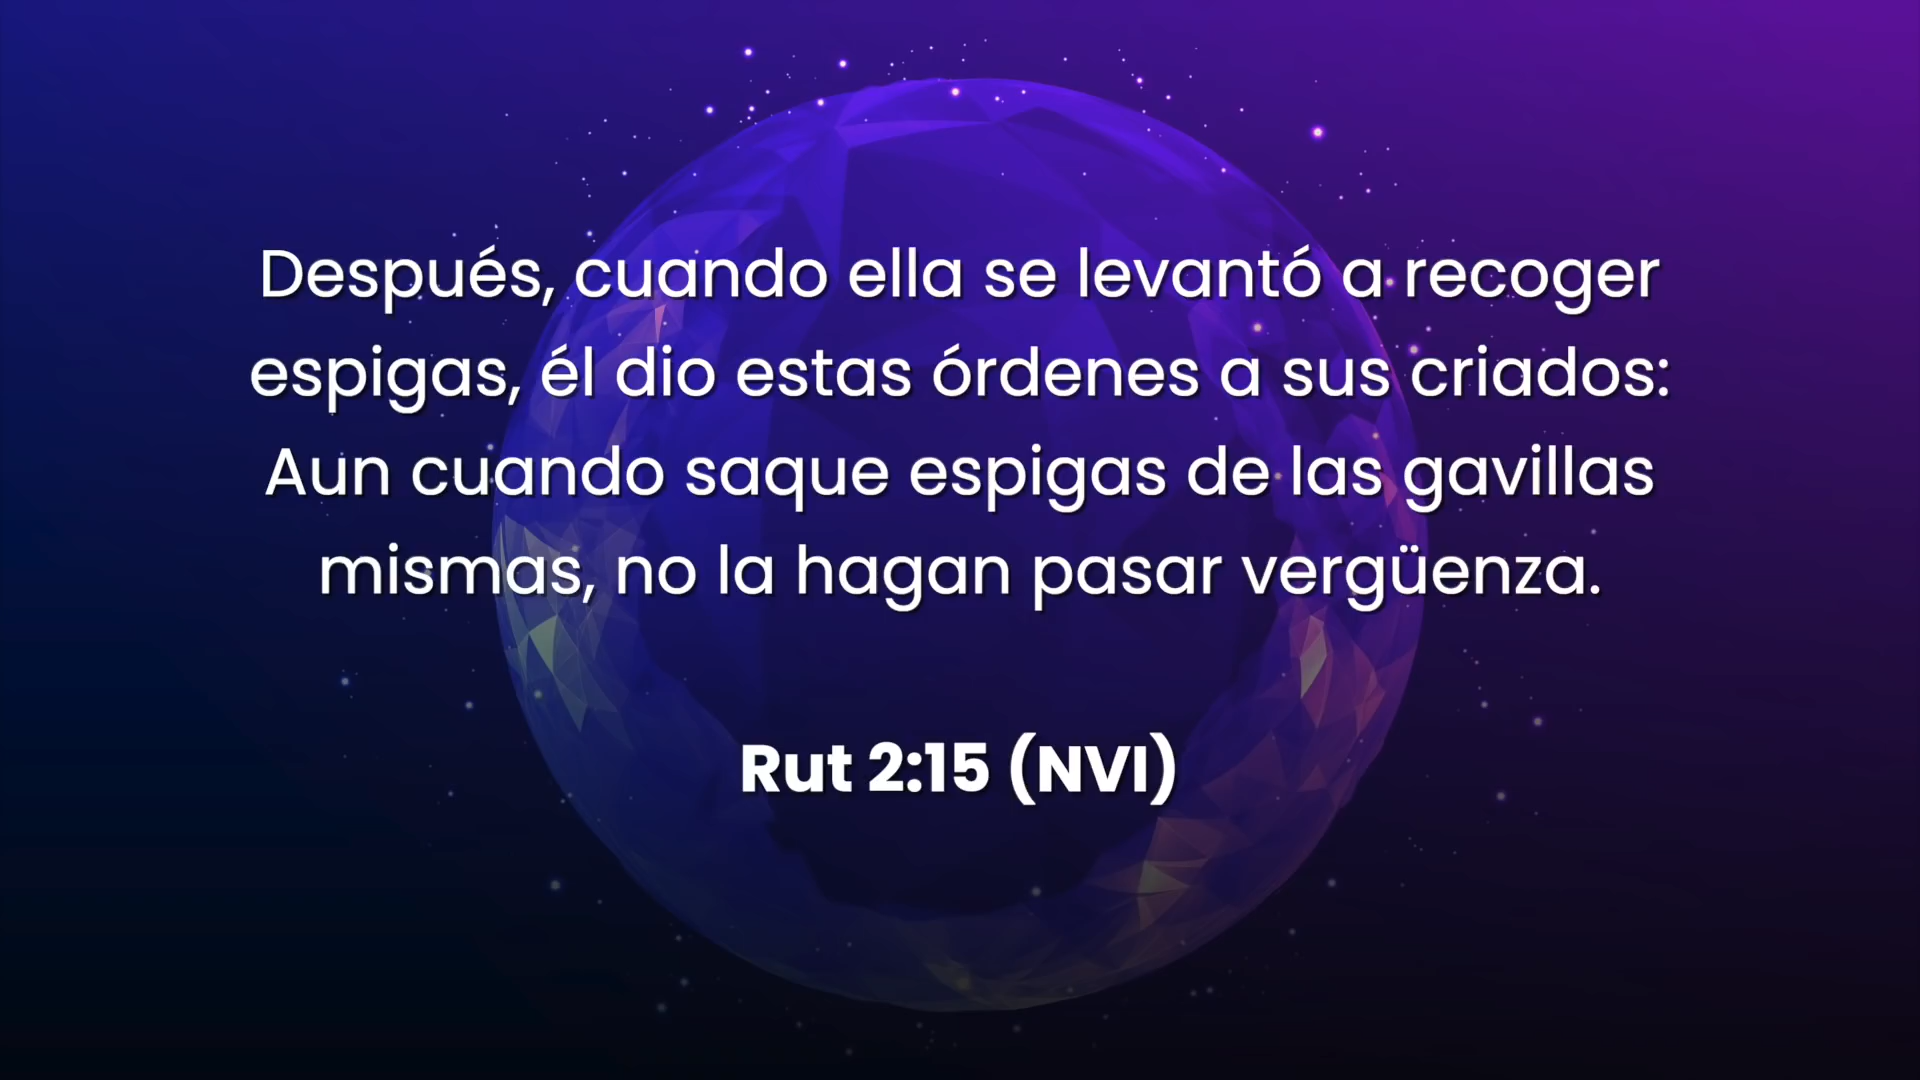 Después, cuando ella se levantó a recoger
espigas, él dio estas órdenes a sus criados:
Aun cuando saque espigas de las gavillas
mismas, no la hagan pasar vergüenza.
Rut 2:15 (NVI)